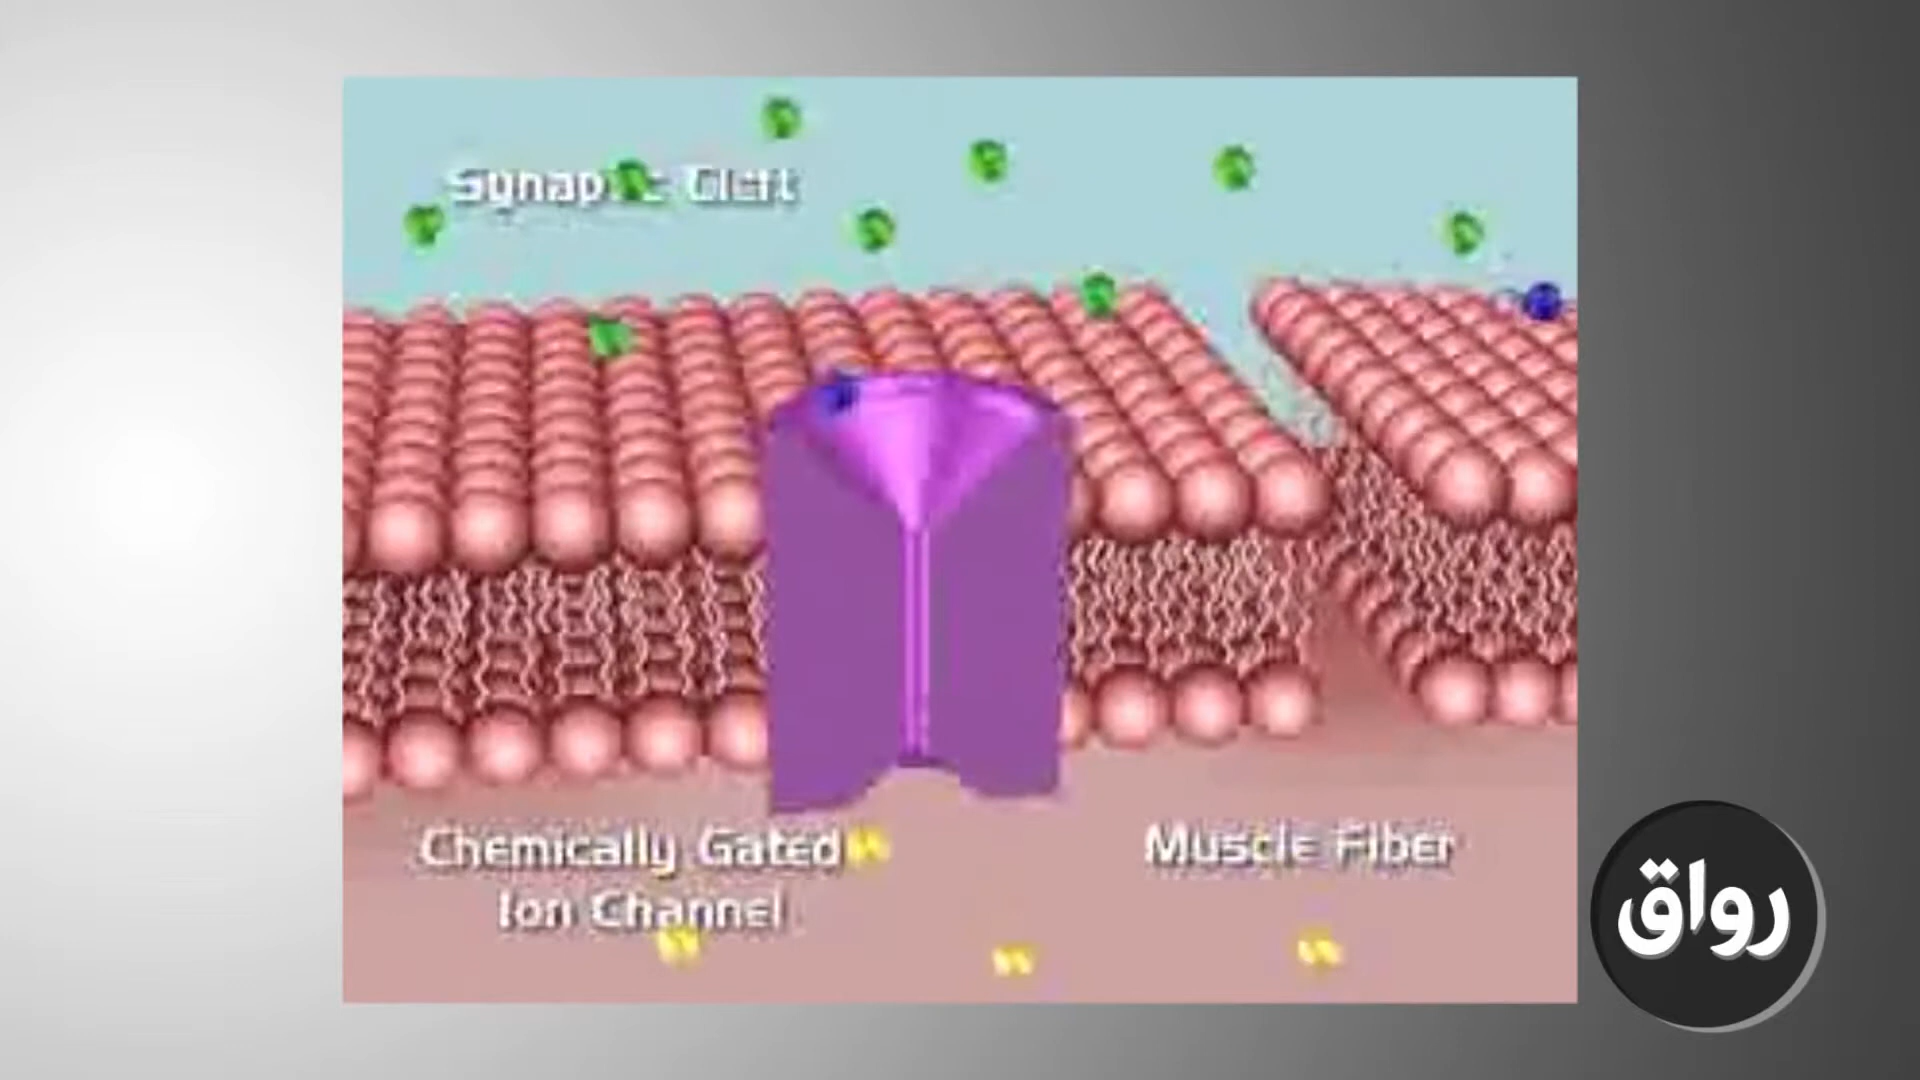 Synaptic Cleft
Chemically Gated
Ion Channel
Muscle Fiber
رواق